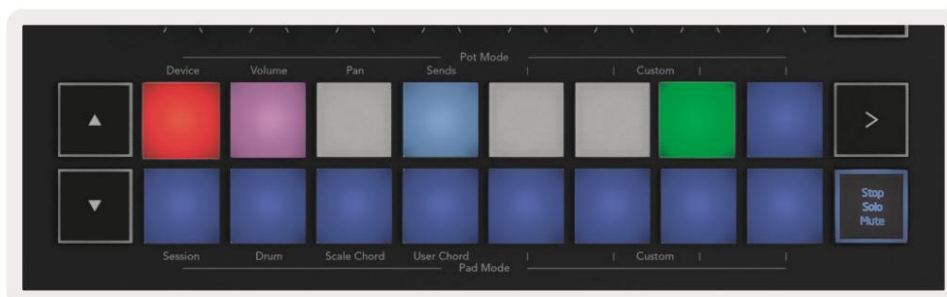 Pot Mode
Device Volume Pan Sends Custom
Stop
Solo
Mute
Session Drum Scale Chord User Chord Custom
Pad Mode